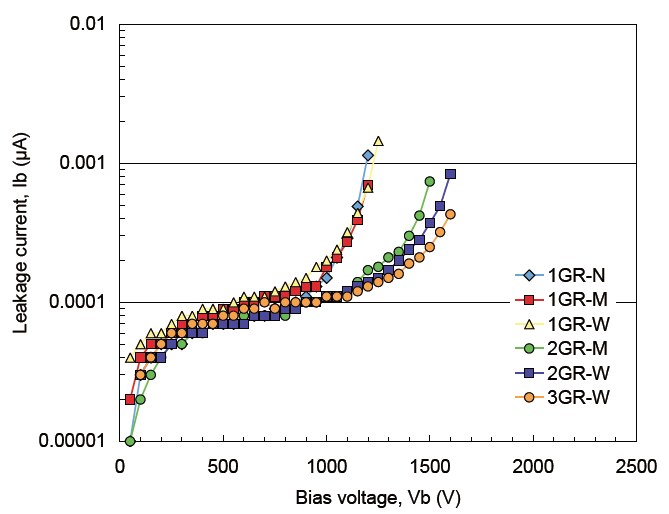 0.01
0.001
0.0001
0.00001
Leakage current, Ib (μA)
1GR-N
1GR-M
1GR-W
2GR-M
2GR-W
3GR-W
0 500 1000 1500 2000 2500
Bias voltage, Vb (V)